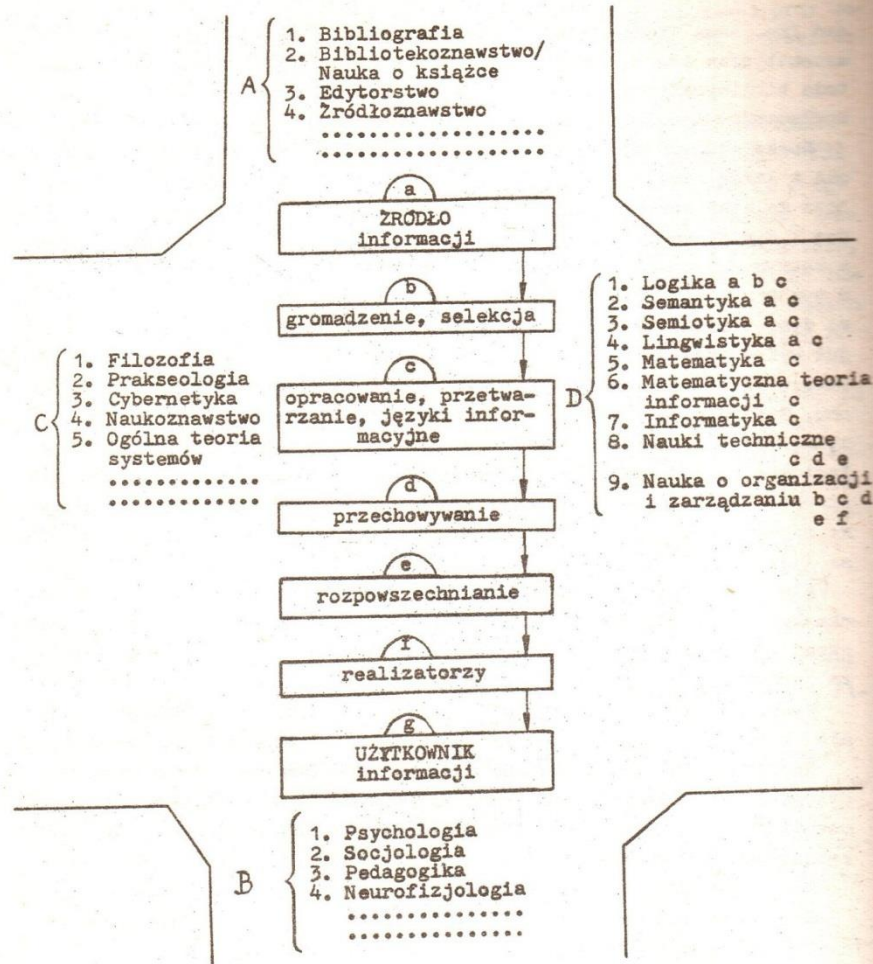 A
1. Bibliografia
2. Bibliotekoznawstwo/
Nauka o książce
3. Edytorstwo
4. Źródłoznawstwo
....................
....................
a
ŹRÓDŁO
informacji
b
gromadzenie, selekcja
c
opracowanie, przetwa-
rzanie, języki infor-
macyjne
d
przechowywanie
e
rozpowszechnianie
f
realizatorzy
g
UŻYTKOWNIK
informacji
C
1. Filozofia
2. Prakseologia
3. Cybernetyka
4. Naukoznawstwo
5. Ogólna teoria
systemów
..............
..............
D
1. Logika a b c
2. Semantyka a c
3. Semiotyka a c
4. Lingwistyka a c
5. Matematyka c
6. Matematyczna teoria
informacji c
7. Informatyka c
8. Nauki techniczne
c d e
9. Nauka o organizacji
i zarządzaniu b c d
e f
B
1. Psychologia
2. Socjologia
3. Pedagogika
4. Neurofizjologia
...............
...............